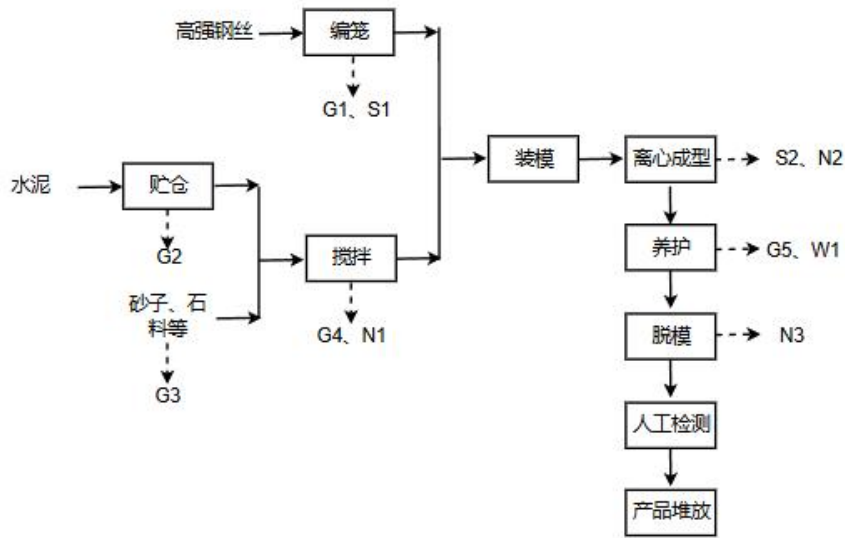 高强钢丝
编笼
G1、S1
装模
离心成型
S2、N2
水泥
贮仓
G2
搅拌
养护
G5、W1
砂子、石
料等
G4、N1
脱模
N3
G3
人工检测
产品堆放